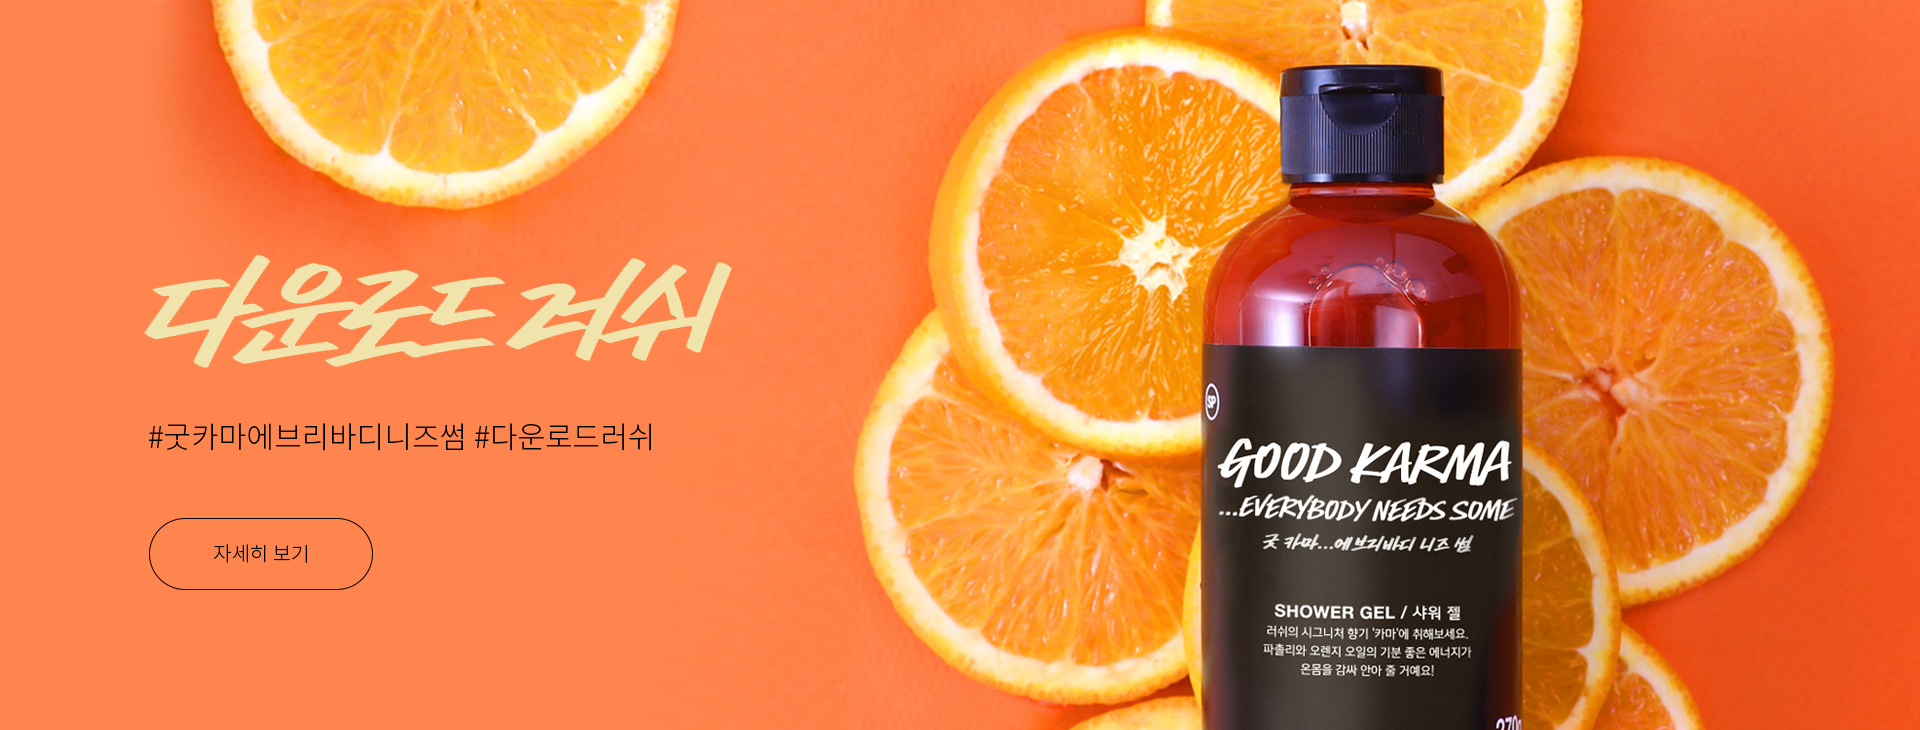 다운로드 러쉬
#굿카마에브리바디니즈썸 #다운로드러쉬
자세히 보기
SP
GOOD KARMA
...EVERYBODY NEEDS SOME
굿 카마...에브리바디 니즈 썸
SHOWER GEL / 샤워 젤
러쉬의 시그니처 향기 '카마'에 취해보세요.
파촐리와 오렌지 오일의 기분 좋은 에너지가
온몸을 감싸 안아 줄 거예요!
270g